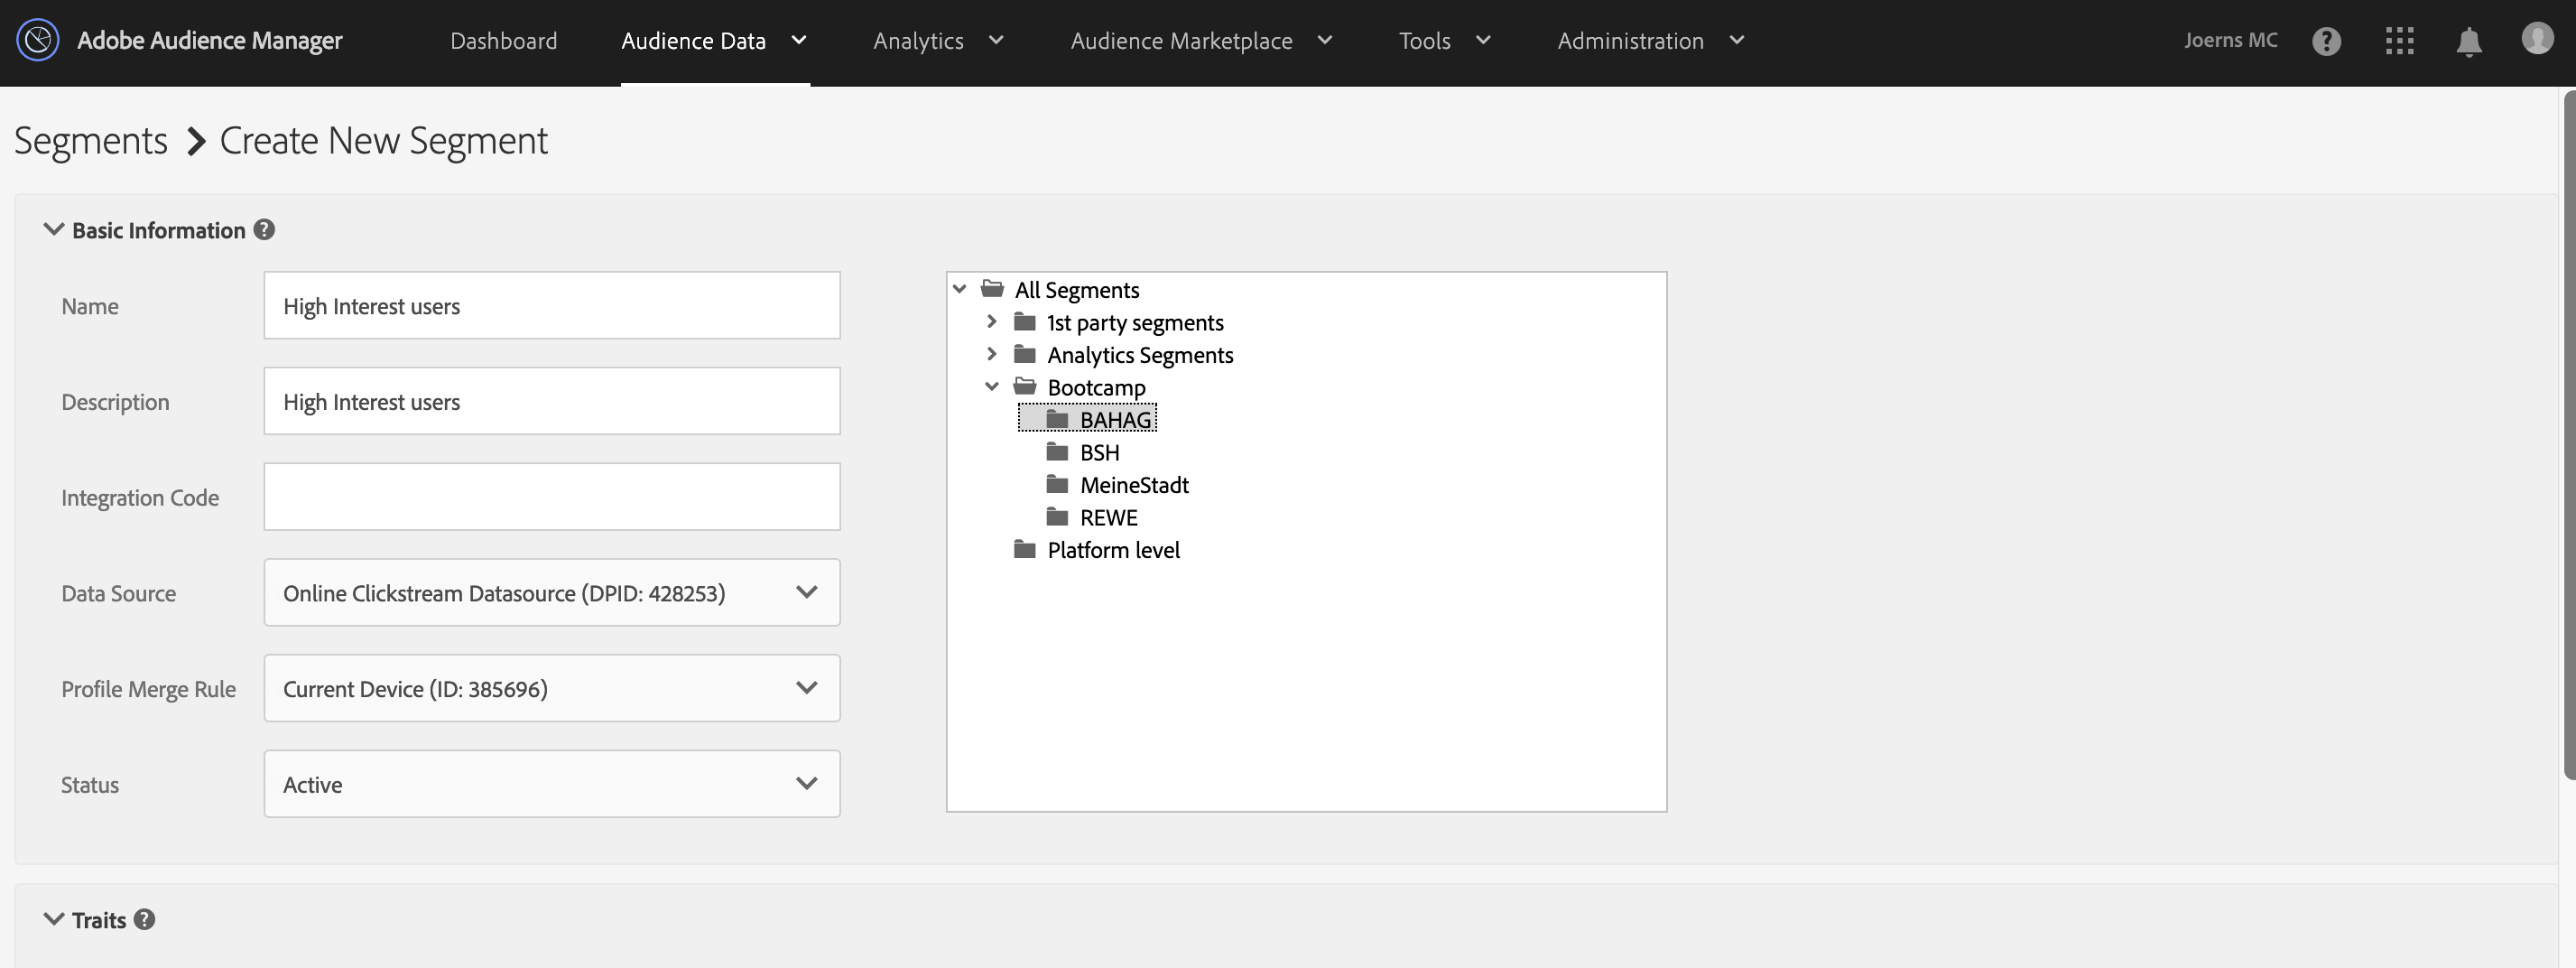 Adobe Audience Manager
Dashboard
Audience Data
Analytics
Audience Marketplace
Tools
Administration
Joerns MC
Segments > Create New Segment
Basic Information
Name
High Interest users
Description
High Interest users
Integration Code
Data Source
Online Clickstream Datasource (DPID: 428253)
Profile Merge Rule
Current Device (ID: 385696)
Status
Active
All Segments
1st party segments
Analytics Segments
Bootcamp
BAHAG
BSH
MeineStadt
REWE
Platform level
Traits